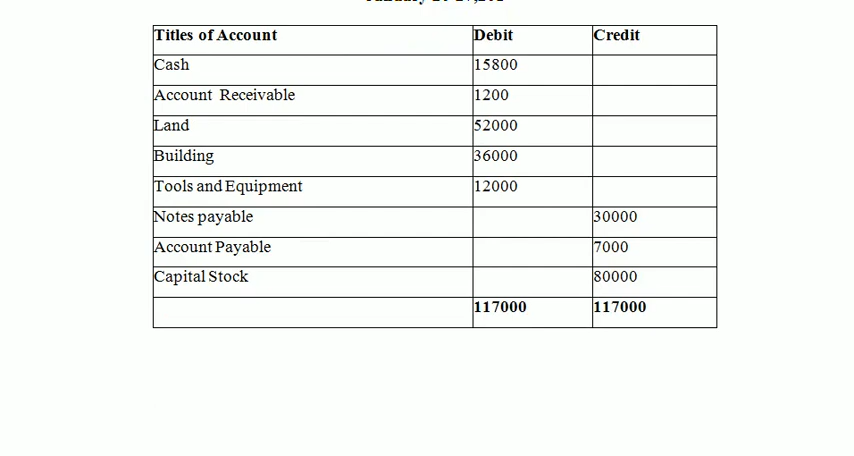 Titles of Account Debit Credit
Cash 15800
Account Receivable 1200
Land 52000
Building 36000
Tools and Equipment 12000
Notes payable 30000
Account Payable 7000
Capital Stock 80000
117000 117000